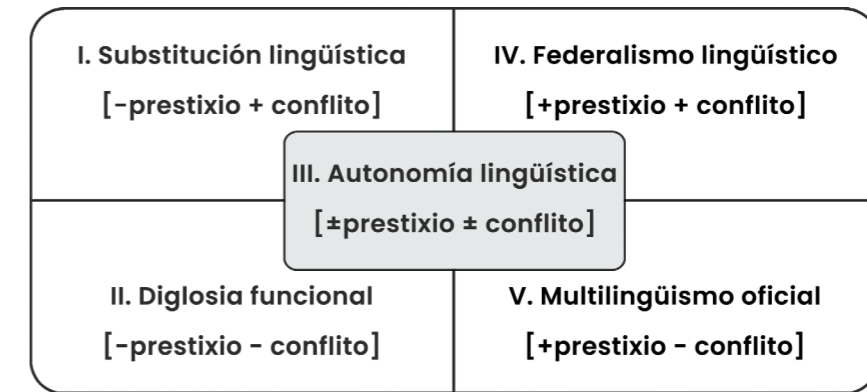 I. Substitución lingüística
[-prestixio + conflito]
IV. Federalismo lingüístico
[+prestixio + conflito]
III. Autonomía lingüística
[±prestixio ± conflito]
II. Diglosia funcional
[-prestixio - conflito]
V. Multilingüismo oficial
[+prestixio - conflito]